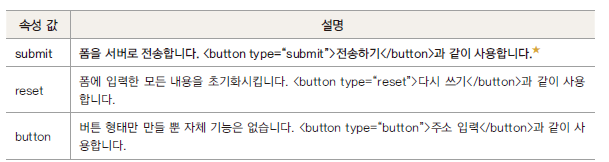 속성 값 설명
submit 폼을 서버로 전송합니다. <button type="submit">전송하기</button>과 같이 사용합니다.★
reset 폼에 입력한 모든 내용을 초기화시킵니다. <button type="reset">다시 쓰기</button>과 같이 사용
합니다.
button 버튼 형태만 만들 뿐 자체 기능은 없습니다. <button type="button">주소 입력</button>과 같이 사
용합니다.